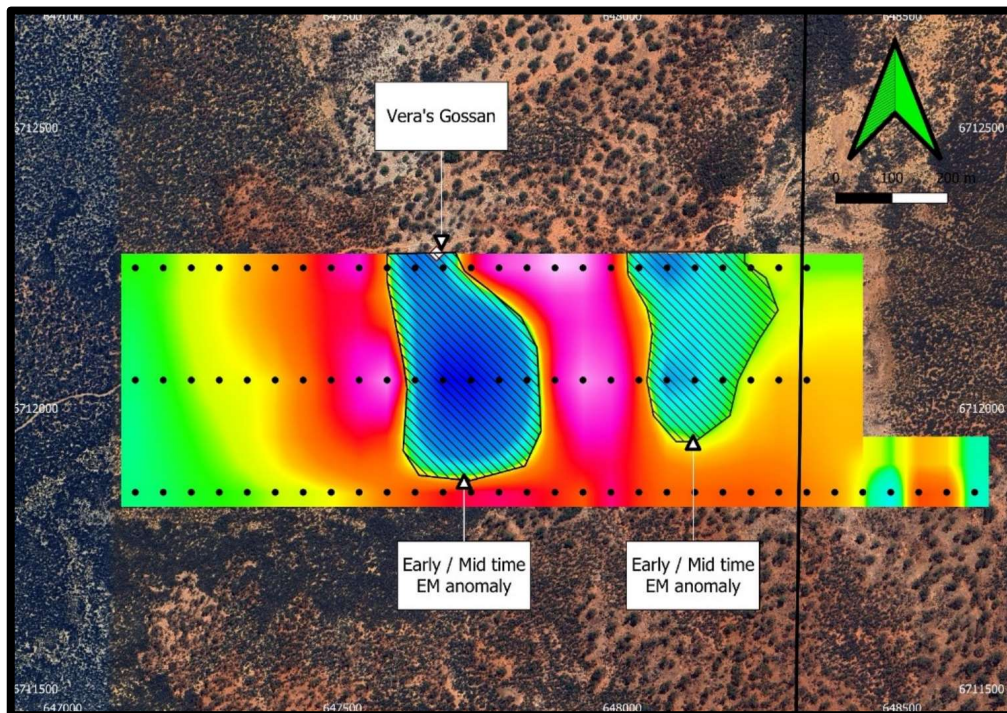 647000 647500 648000 648500
Vera's Gossan
6712500 6712500
0 100 200 m
6712000 6712000
Early / Mid time
EM anomaly
Early / Mid time
EM anomaly
6711500 6711500
647000 647500 648000 648500